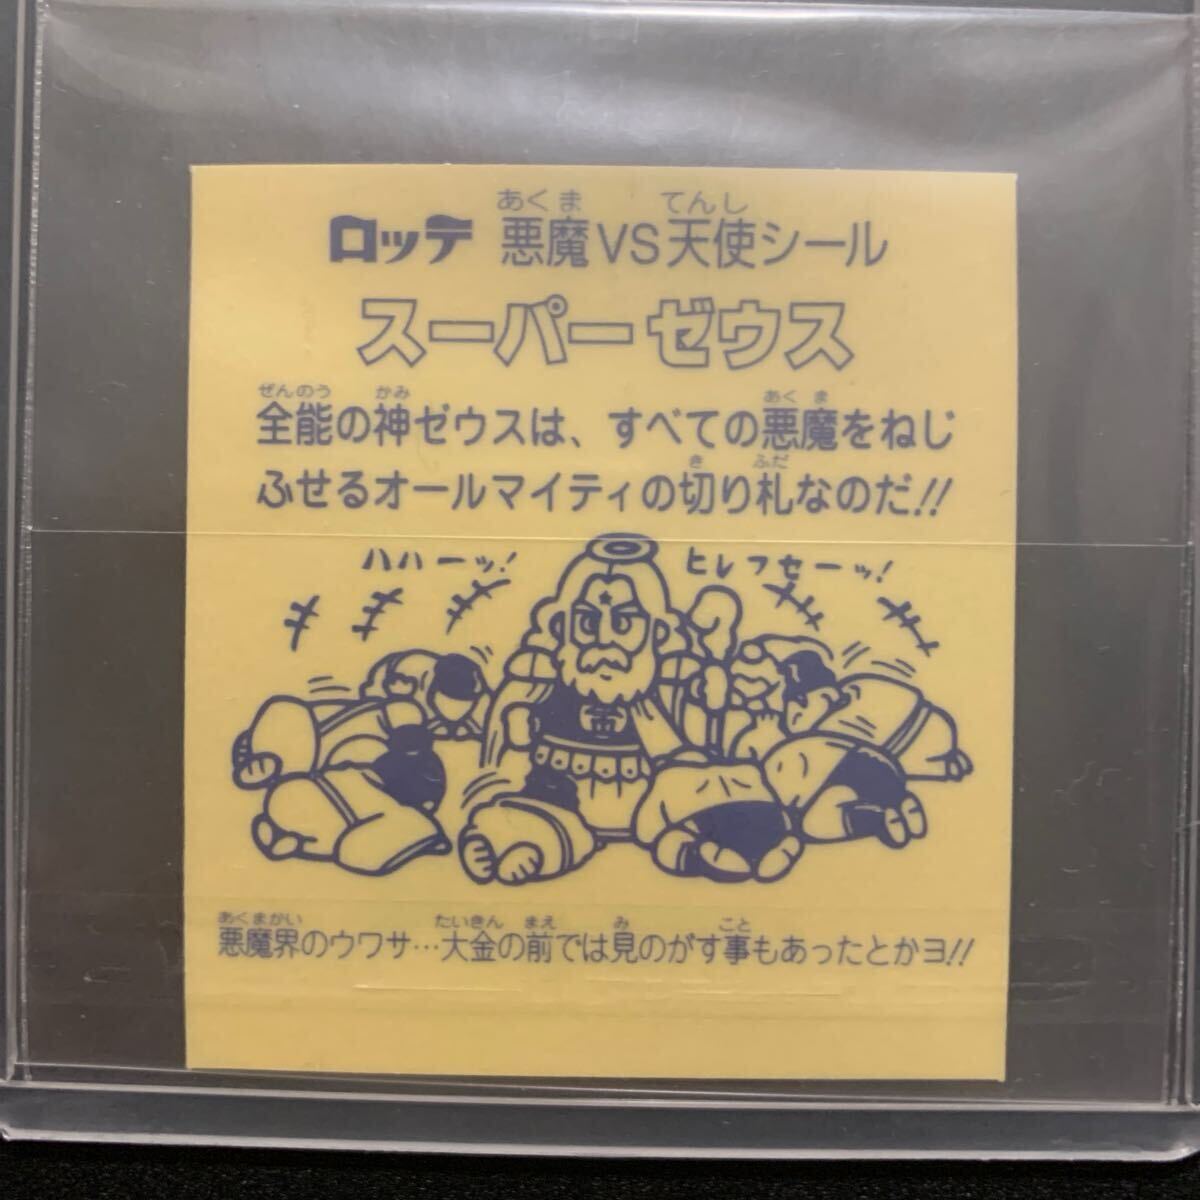 あくま てんし
ロッテ 悪魔VS天使シール
スーパーゼウス
ぜんのう かみ あくま
全能の神ゼウスは、すべての悪魔をねじ
き ふだ
ふせるオールマイティの切り札なのだ!!
ハハーッ! ヒレフセーッ!
あくまかい たいきん まえ み こと
悪魔界のウワサ…大金の前では見のがす事もあったとかヨ!!